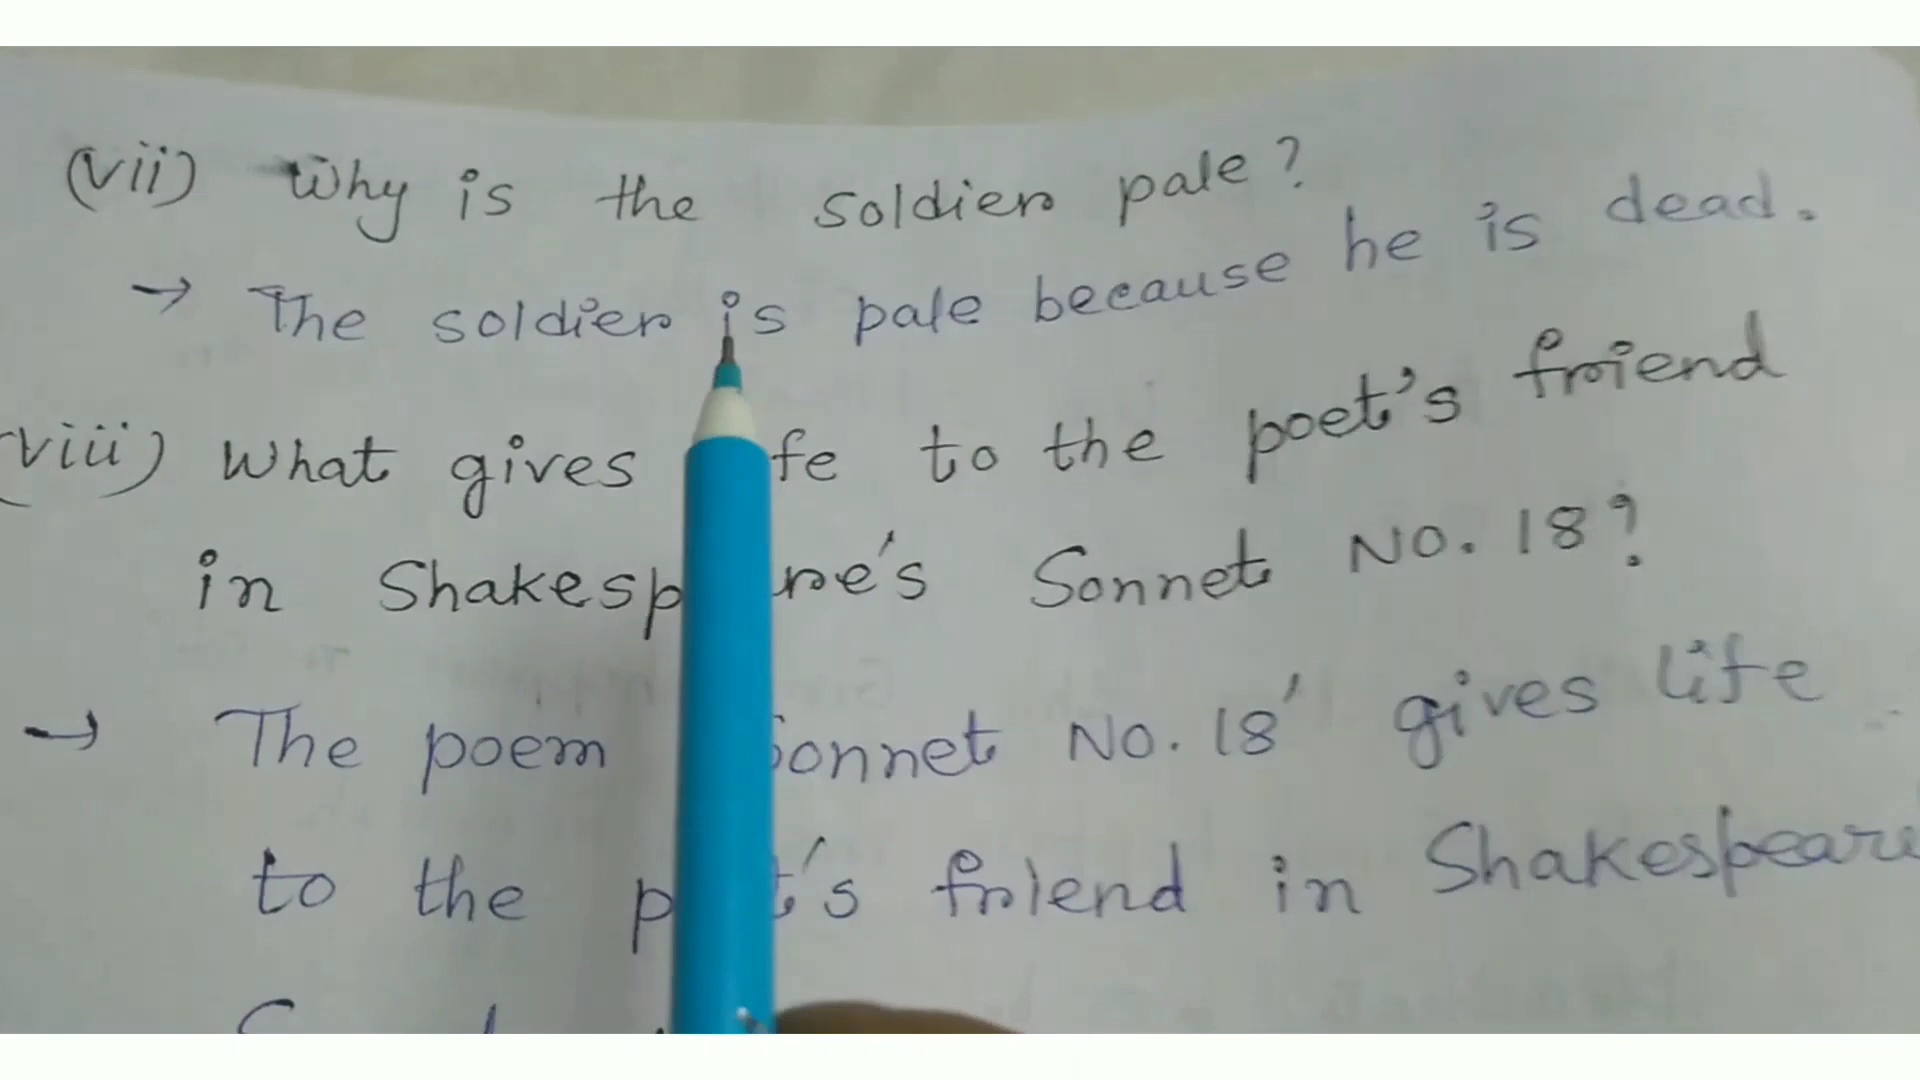 (vii) Why is the soldier pale?
→ The soldier is pale because he is dead.
(viii) What gives fe to the poet's friend
in Shakesp re's Sonnet No. 18?
→ The poem onnet No. 18' gives life
to the p t's friend in Shakespeare